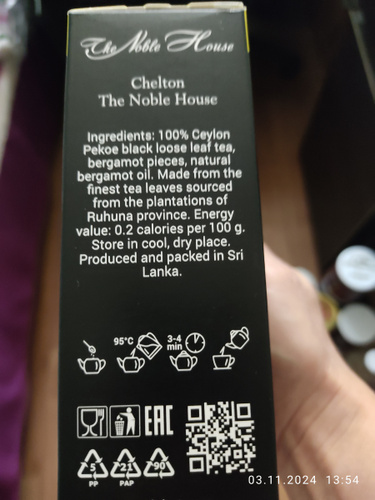 The Noble House
Chelton
The Noble House
Ingredients: 100% Ceylon
Pekoe black loose leaf tea,
bergamot pieces, natural
bergamot oil. Made from the
finest tea leaves sourced
from the plantations of
Ruhuna province. Energy
value: 0.2 calories per 100 g.
Store in cool, dry place.
Produced and packed in Sri
Lanka.
95°C
3-4
min
EAC
5
PP
21
PAP
90
03.11.2024 13:54